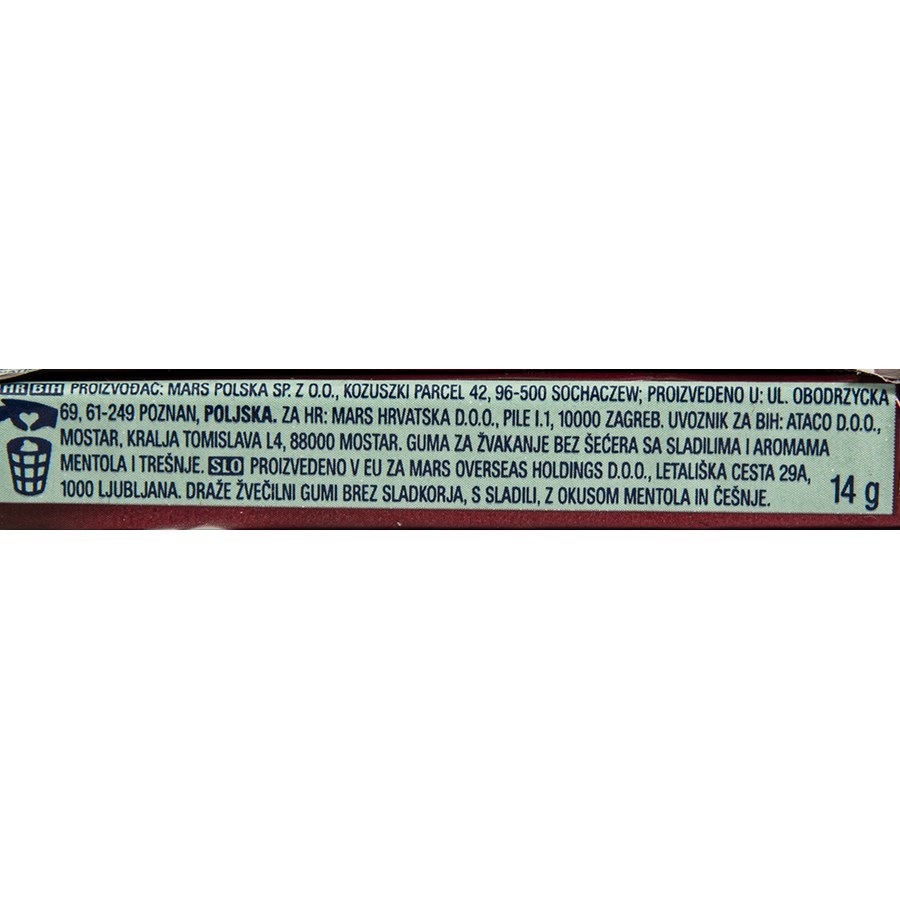 HR BIH PROIZVOĐAČ: MARS POLSKA SP. Z O.O., KOZUSZKI PARCEL 42, 96-500 SOCHACZEW; PROIZVEDENO U: UL. OBODRZYCKA
69, 61-249 POZNAN, POLJSKA. ZA HR: MARS HRVATSKA D.O.O., PILE I.1, 10000 ZAGREB. UVOZNIK ZA BIH: ATACO D.O.O.,
MOSTAR, KRALJA TOMISLAVA L4, 88000 MOSTAR. GUMA ZA ŽVAKANJE BEZ ŠEĆERA SA SLADILIMA I AROMAMA
MENTOLA I TREŠNJE. SLO PROIZVEDENO V EU ZA MARS OVERSEAS HOLDINGS D.O.O., LETALIŠKA CESTA 29A,
1000 LJUBLJANA. DRAŽE ŽVEČILNI GUMI BREZ SLADKORJA, S SLADILI, Z OKUSOM MENTOLA IN ČEŠNJE.
14 g